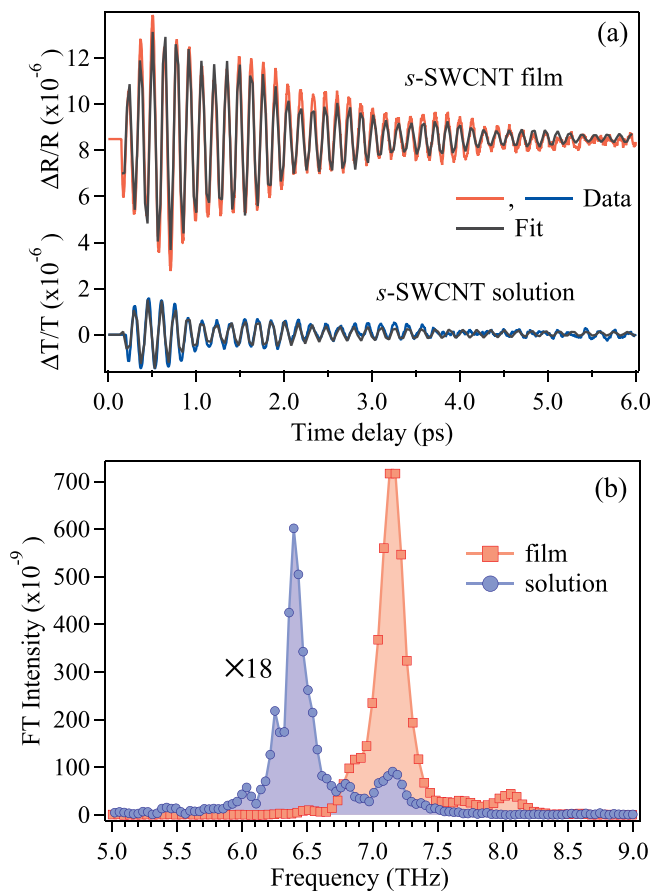 (a)
s-SWCNT film
ΔR/R (x10⁻⁶)
12
10
8
6
4
, Data
Fit
s-SWCNT solution
ΔT/T (x10⁻⁶)
2
0
0.0 1.0 2.0 3.0 4.0 5.0 6.0
Time delay (ps)
(b)
FT Intensity (x10⁻⁹)
700
600
500
400
300
200
100
0
film
solution
×18
5.0 5.5 6.0 6.5 7.0 7.5 8.0 8.5 9.0
Frequency (THz)